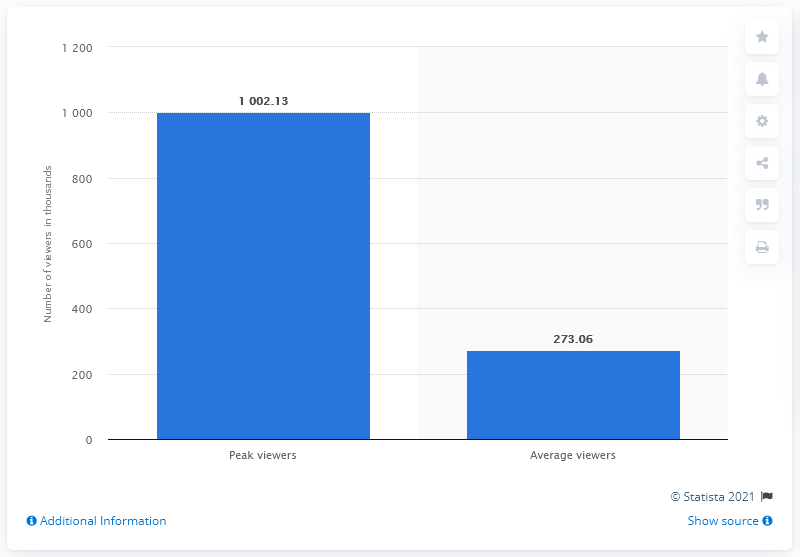 1 200
1 000
800
600
400
200
0
Number of viewers in thousands
1 002.13
273.06
Peak viewers
Average viewers
© Statista 2021
Additional Information
Show source